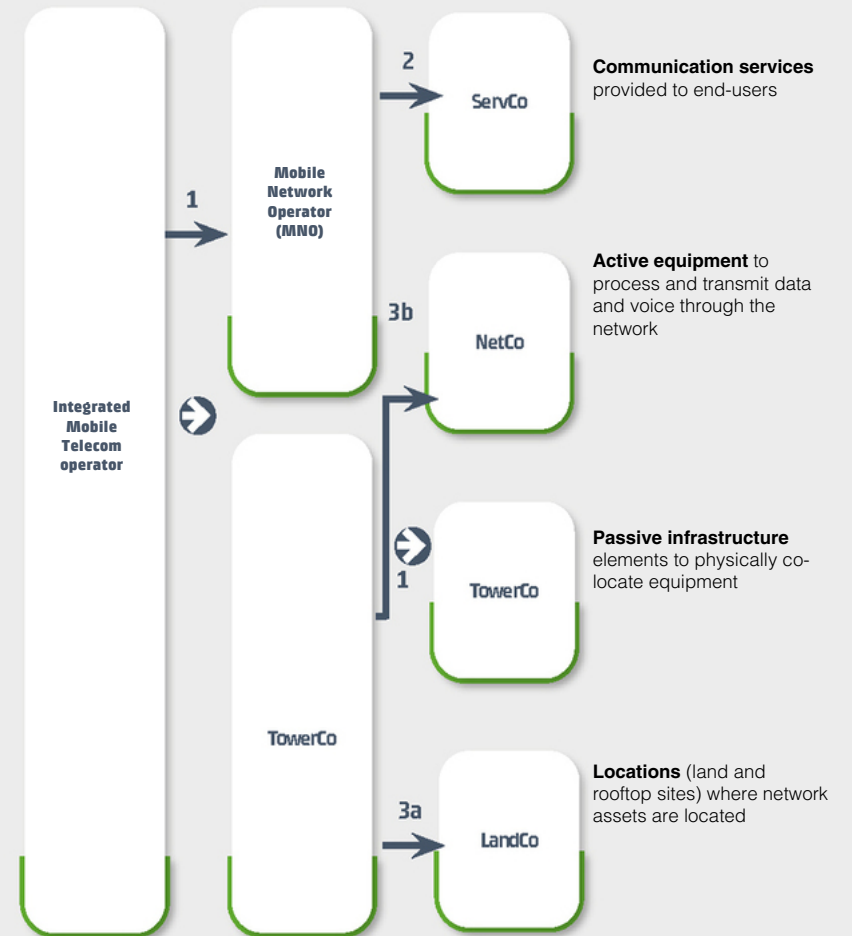 Integrated
Mobile
Telecom
operator
1
Mobile
Network
Operator
(MNO)
TowerCo
2
ServCo
Communication services
provided to end-users
3b
NetCo
Active equipment to
process and transmit data
and voice through the
network
1
TowerCo
Passive infrastructure
elements to physically co-
locate equipment
3a
LandCo
Locations (land and
rooftop sites) where network
assets are located